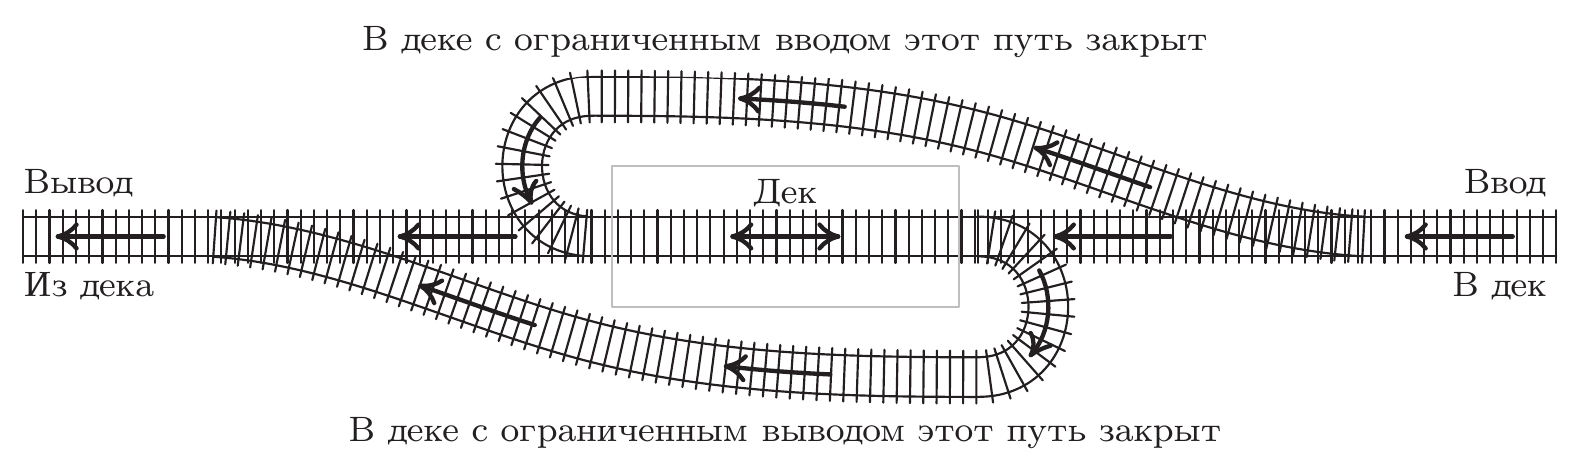 В деке с ограниченным вводом этот путь закрыт
Вывод
Ввод
Дек
Из дека
В дек
В деке с ограниченным выводом этот путь закрыт